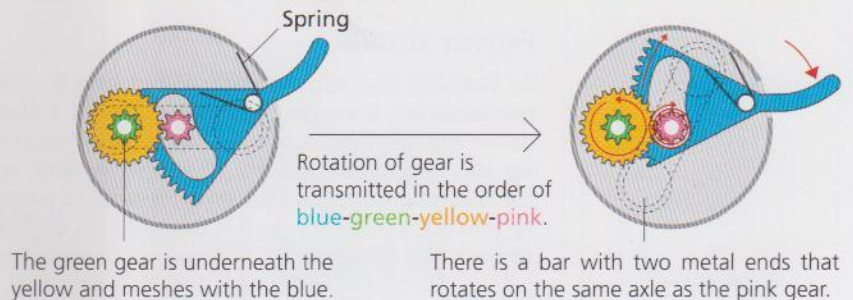 Spring
Rotation of gear is
transmitted in the order of
blue-green-yellow-pink.
The green gear is underneath the
yellow and meshes with the blue.
There is a bar with two metal ends that
rotates on the same axle as the pink gear.